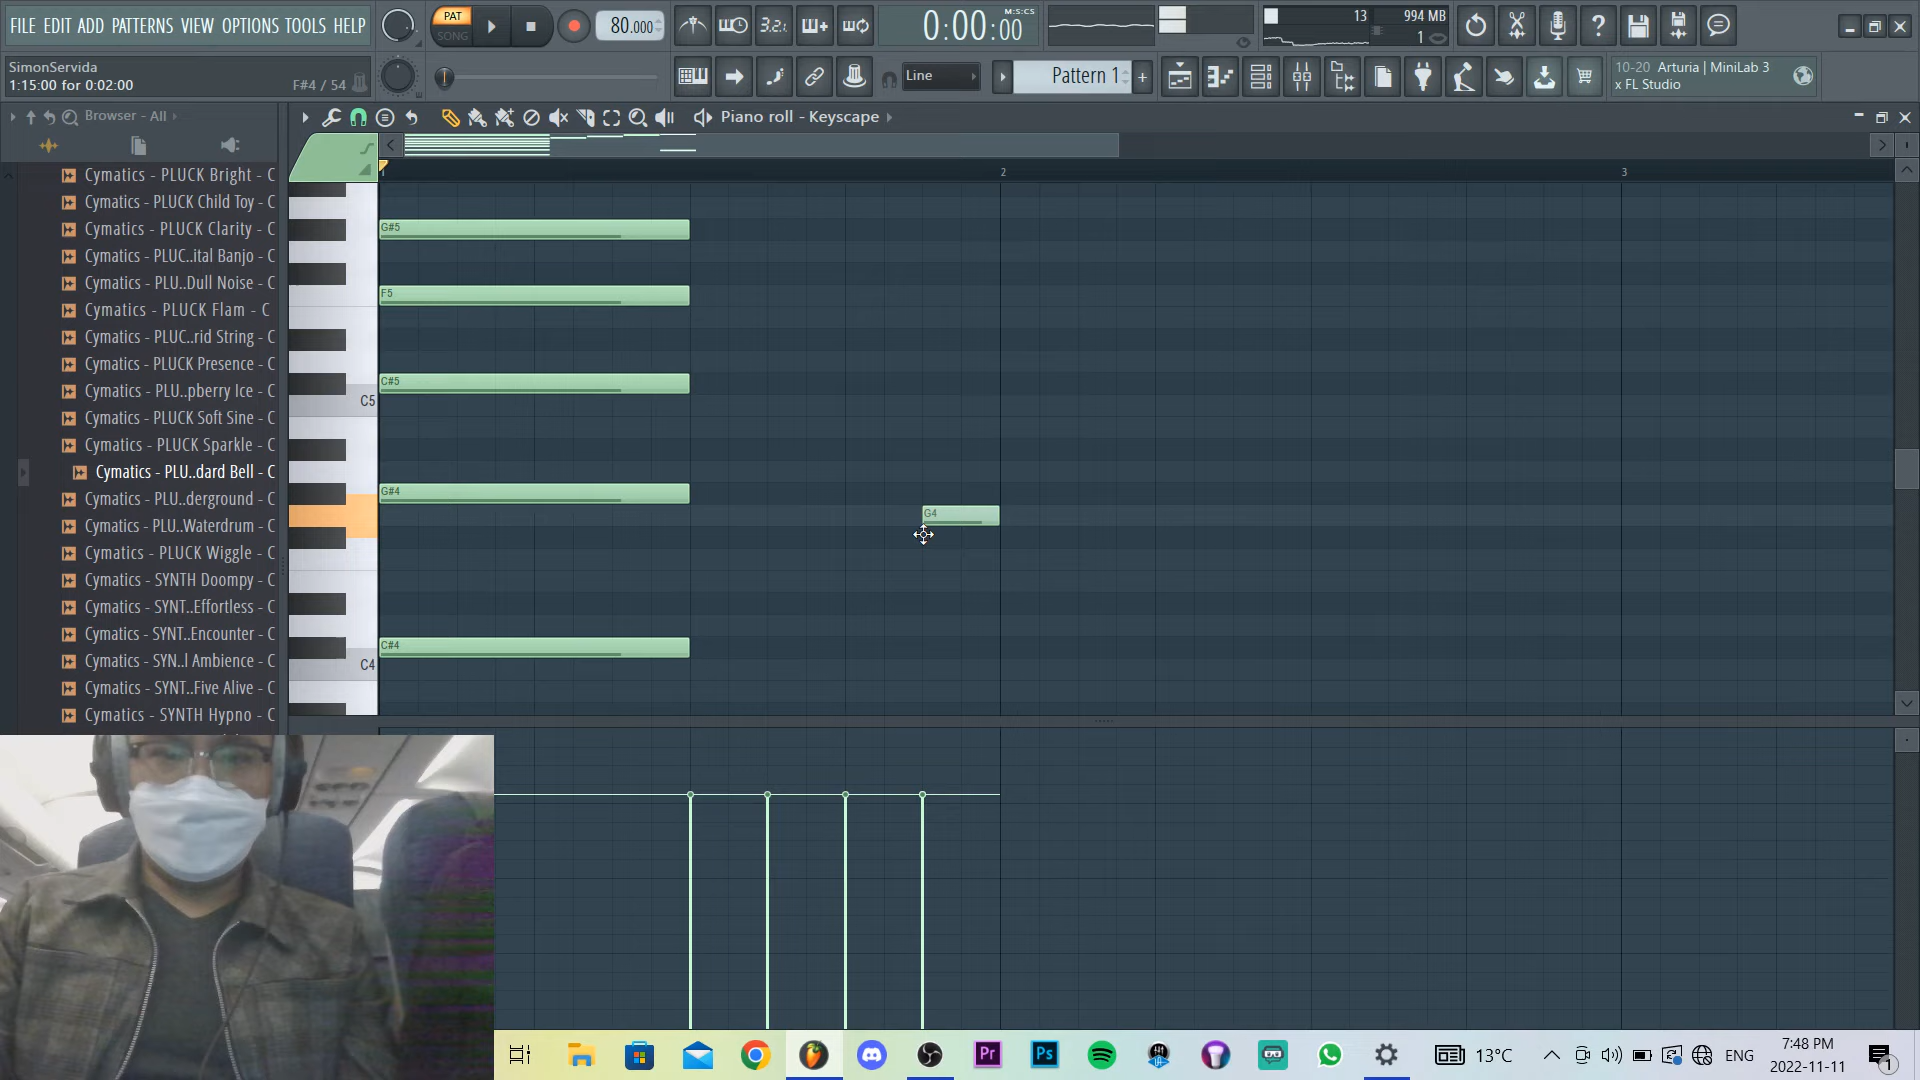 FILE EDIT ADD PATTERNS VIEW OPTIONS TOOLS HELP
PAT
SONG
80.000
3.2.1
0:00:00
M:S:CS
13
994 MB
1
SimonServida
1:15:00 for 0:02:00
F#4 / 54
Line
Pattern 1
10-20 Arturia | MiniLab 3
x FL Studio
Browser - All
Piano roll - Keyscape
1
2
3
Cymatics - PLUCK Bright - C
Cymatics - PLUCK Child Toy - C
Cymatics - PLUCK Clarity - C
Cymatics - PLUC..ital Banjo - C
Cymatics - PLU..Dull Noise - C
Cymatics - PLUCK Flam - C
Cymatics - PLUC..rid String - C
Cymatics - PLUCK Presence - C
Cymatics - PLU..pberry Ice - C
Cymatics - PLUCK Soft Sine - C
Cymatics - PLUCK Sparkle - C
Cymatics - PLU..dard Bell - C
Cymatics - PLU..derground - C
Cymatics - PLU..Waterdrum - C
Cymatics - PLUCK Wiggle - C
Cymatics - SYNTH Doompy - C
Cymatics - SYNT..Effortless - C
Cymatics - SYNT..Encounter - C
Cymatics - SYN..l Ambience - C
Cymatics - SYNT..Five Alive - C
Cymatics - SYNTH Hypno - C
G#5
F5
C#5
C5
G#4
G4
C#4
C4
Pr
Ps
13°C
ENG
7:48 PM
2022-11-11
1